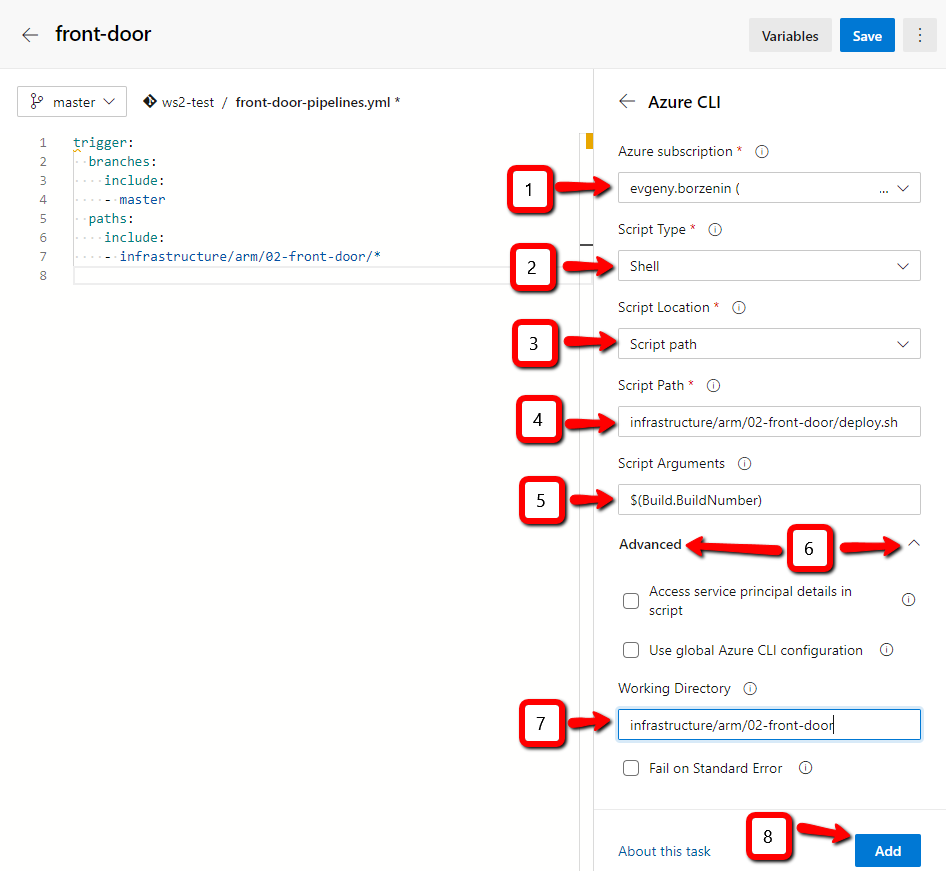 front-door
Variables
Save
master
ws2-test / front-door-pipelines.yml *
1 trigger:
2 branches:
3 include:
4 - master
5 paths:
6 include:
7 - infrastructure/arm/02-front-door/*
8
Azure CLI
Azure subscription *
1
evgeny.borzenin ( ...
Script Type *
2
Shell
Script Location *
3
Script path
Script Path *
4
infrastructure/arm/02-front-door/deploy.sh
Script Arguments
5
$(Build.BuildNumber)
Advanced
6
Access service principal details in
script
Use global Azure CLI configuration
Working Directory
7
infrastructure/arm/02-front-door
Fail on Standard Error
8
About this task
Add